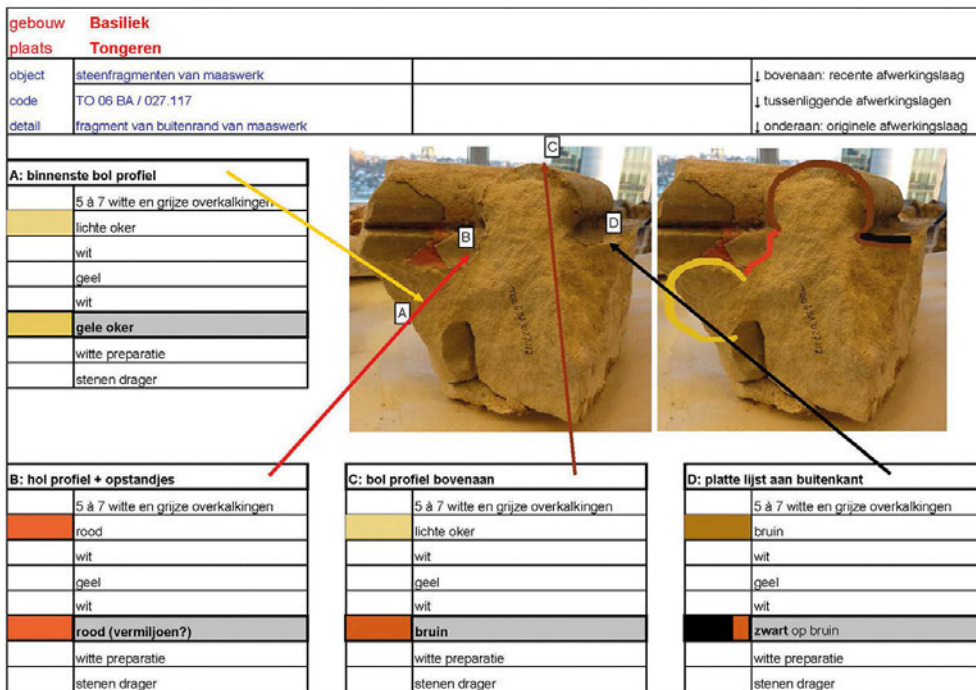 gebouw Basiliek
plaats Tongeren
object steenfragmenten van maaswerk ↓ bovenaan: recente afwerkingslaag
code TO 06 BA / 027.117 ↓ tussenliggende afwerkingslagen
detail fragment van buitenrand van maaswerk ↓ onderaan: originele afwerkingslaag
A: binnenste bol profiel
5 à 7 witte en grijze overkalkingen
lichte oker
wit
geel
wit
gele oker
witte preparatie
stenen drager
C
D
B
A
B: hol profiel + opstandjes
5 à 7 witte en grijze overkalkingen
rood
wit
geel
wit
rood (vermiljoen?)
witte preparatie
stenen drager
C: bol profiel bovenaan
5 à 7 witte en grijze overkalkingen
lichte oker
wit
geel
wit
bruin
witte preparatie
stenen drager
D: platte lijst aan buitenkant
5 à 7 witte en grijze overkalkingen
bruin
wit
geel
wit
zwart op bruin
witte preparatie
stenen drager